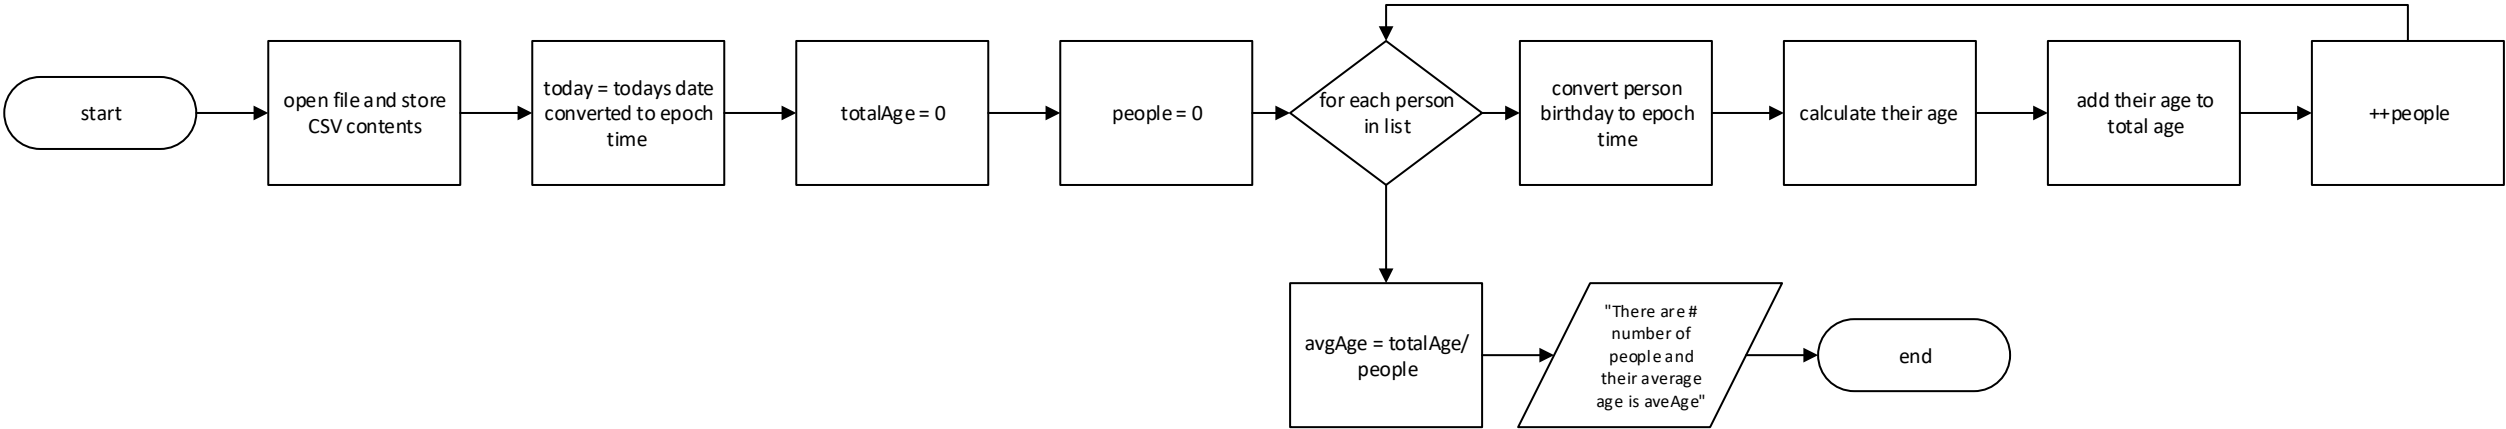 start
open file and store
CSV contents
today = todays date
converted to epoch
time
totalAge = 0
people = 0
for each person
in list
convert person
birthday to epoch
time
calculate their age
add their age to
total age
++people
avgAge = totalAge/
people
"There are #
number of
people and
their average
age is aveAge"
end